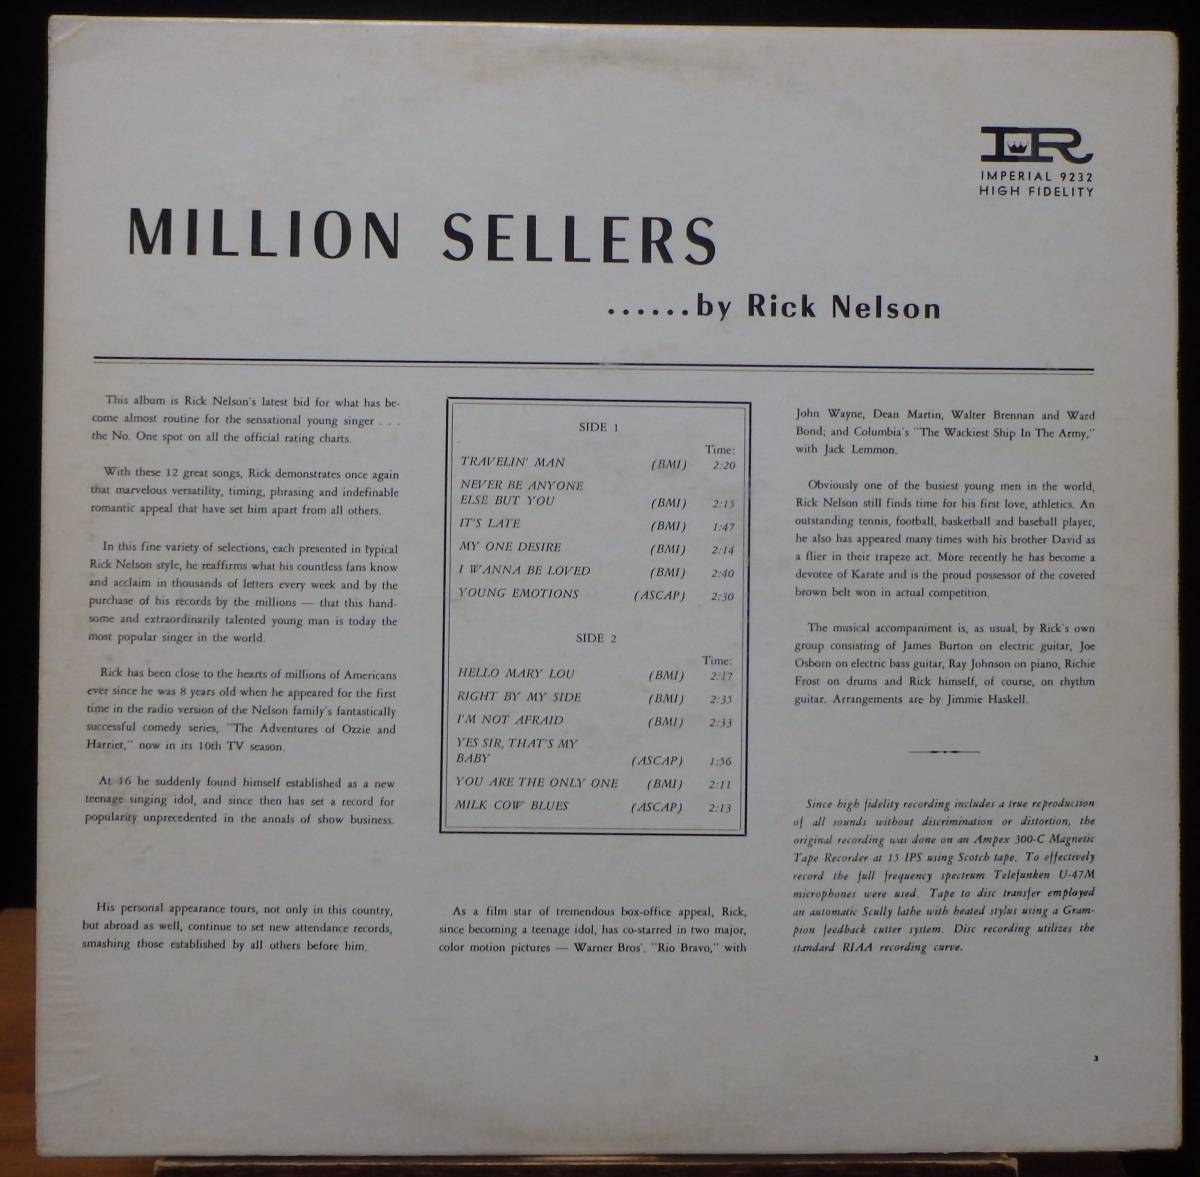 IR
IMPERIAL 9232
HIGH FIDELITY
MILLION SELLERS
......by Rick Nelson
This album is Rick Nelson's latest bid for what has be-
come almost routine for the sensational young singer . . .
the No. One spot on all the official rating charts.
With these 12 great songs, Rick demonstrates once again
that marvelous versatility, timing, phrasing and indefinable
romantic appeal that have set him apart from all others.
In this fine variety of selections, each presented in typical
Rick Nelson style, he reaffirms what his countless fans know
and acclaim in thousands of letters every week and by the
purchase of his records by the millions — that this hand-
some and extraordinarily talented young man is today the
most popular singer in the world.
Rick has been close to the hearts of millions of Americans
ever since he was 8 years old when he appeared for the first
time in the radio version of the Nelson family's fantastically
successful comedy series, "The Adventures of Ozzie and
Harriet," now in its 10th TV season.
At 16 he suddenly found himself established as a new
teenage singing idol, and since then has set a record for
popularity unprecedented in the annals of show business.
His personal appearance tours, not only in this country,
but abroad as well, continue to set new attendance records,
smashing those established by all others before him.
SIDE 1
Time:
TRAVELIN' MAN (BMI) 2:20
NEVER BE ANYONE
ELSE BUT YOU (BMI) 2:15
IT'S LATE (BMI) 1:47
MY ONE DESIRE (BMI) 2:14
I WANNA BE LOVED (BMI) 2:40
YOUNG EMOTIONS (ASCAP) 2:30
SIDE 2
Time:
HELLO MARY LOU (BMI) 2:17
RIGHT BY MY SIDE (BMI) 2:35
I'M NOT AFRAID (BMI) 2:33
YES SIR, THAT'S MY
BABY (ASCAP) 1:56
YOU ARE THE ONLY ONE (BMI) 2:11
MILK COW BLUES (ASCAP) 2:13
As a film star of tremendous box-office appeal, Rick,
since becoming a teenage idol, has co-starred in two major,
color motion pictures — Warner Bros'. "Rio Bravo," with
John Wayne, Dean Martin, Walter Brennan and Ward
Bond; and Columbia's "The Wackiest Ship In The Army,"
with Jack Lemmon.
Obviously one of the busiest young men in the world,
Rick Nelson still finds time for his first love, athletics. An
outstanding tennis, football, basketball and baseball player,
he also has appeared many times with his brother David as
a flier in their trapeze act. More recently he has become a
devotee of Karate and is the proud possessor of the coveted
brown belt won in actual competition.
The musical accompaniment is, as usual, by Rick's own
group consisting of James Burton on electric guitar, Joe
Osborn on electric bass guitar, Ray Johnson on piano, Richie
Frost on drums and Rick himself, of course, on rhythm
guitar. Arrangements are by Jimmie Haskell.
Since high fidelity recording includes a true reproduction
of all sounds without discrimination or distortion, the
original recording was done on an Ampex 300-C Magnetic
Tape Recorder at 15 IPS using Scotch tape. To effectively
record the full frequency spectrum Telefunken U-47M
microphones were used. Tape to disc transfer employed
an automatic Scully lathe with heated stylus using a Gram-
pion feedback cutter system. Disc recording utilizes the
standard RIAA recording curve.
3